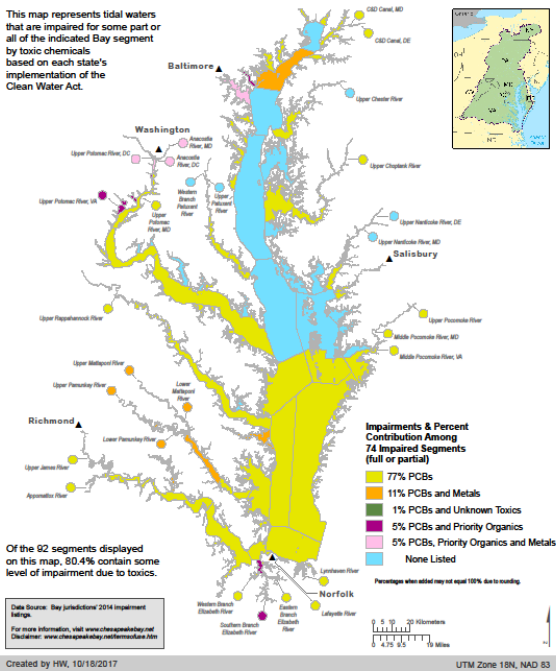 This map represents tidal waters
that are impaired for some part or
all of the indicated Bay segment
by toxic chemicals
based on each state's
implementation of the
Clean Water Act.
C&D Canal, MD
C&D Canal, DE
Baltimore
Upper Chester River
Washington
Anacostia
River, MD
Upper Potomac River, DC
Anacostia
River, DC
Upper Choptank River
Upper Potomac River, VA
Western
Branch
Patuxent
River
Upper
Patuxent
River
Upper
Potomac
River, MD
Upper Nanticoke River, DE
Upper Nanticoke River, MD
Salisbury
Upper Rappahannock River
Upper Pocomoke River
Middle Pocomoke River, MD
Middle Pocomoke River, VA
Upper Mattaponi River
Upper Pamunkey River
Lower
Mattaponi
River
Richmond
Lower Pamunkey River
Upper James River
Appomattox River
Impairments & Percent
Contribution Among
74 Impaired Segments
(full or partial)
77% PCBs
11% PCBs and Metals
1% PCBs and Unknown Toxics
5% PCBs and Priority Organics
5% PCBs, Priority Organics and Metals
None Listed
Percentages when added may not equal 100% due to rounding.
Of the 92 segments displayed
on this map, 80.4% contain some
level of impairment due to toxics.
Lynnhaven River
Norfolk
Western Branch
Elizabeth River
Southern Branch
Elizabeth River
Eastern
Branch
Elizabeth
River
Lafayette River
Data Source: Bay jurisdictions' 2014 impairment
listings.
For more information, visit www.chesapeakebay.net
Disclaimer: www.chesapeakebay.net/termsofuse.htm
0 5 10 20 Kilometers
0 4.75 9.5 19 Miles
Created by HW, 10/18/2017
UTM Zone 18N, NAD 83